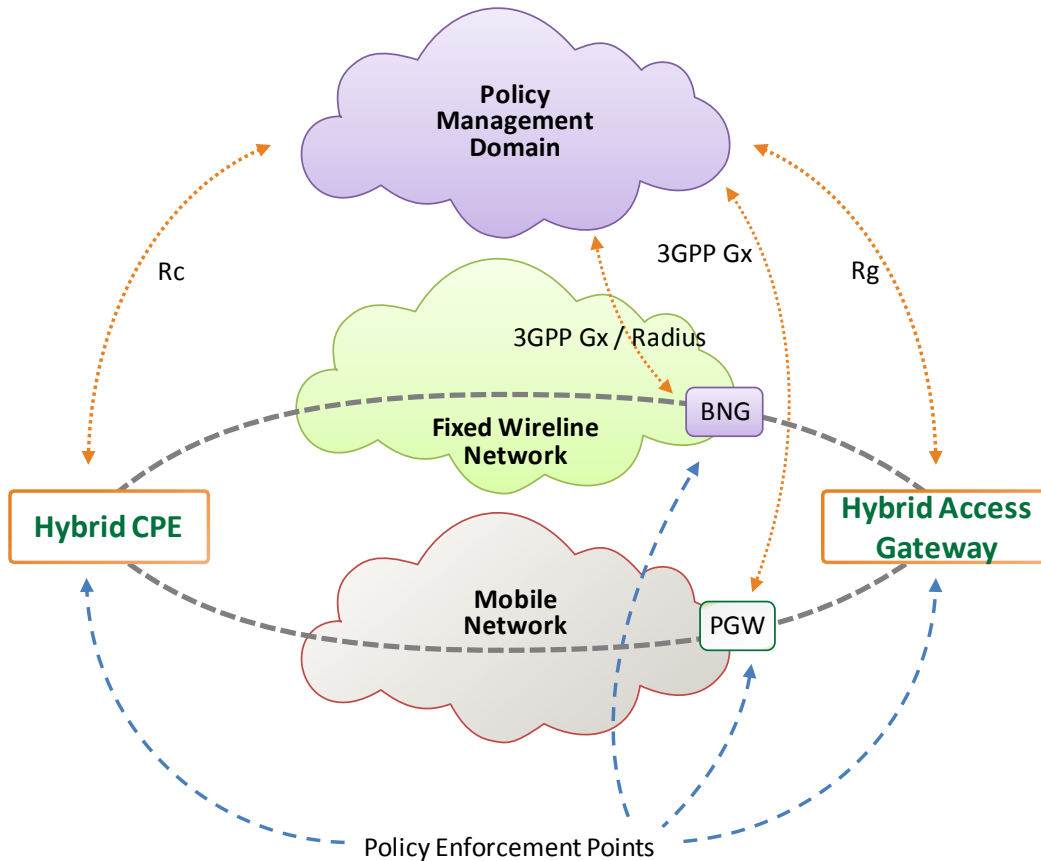 Policy
Management
Domain
3GPP Gx
Rc
Rg
3GPP Gx / Radius
BNG
Fixed Wireline
Network
Hybrid CPE
Hybrid Access
Gateway
Mobile
Network
PGW
Policy Enforcement Points